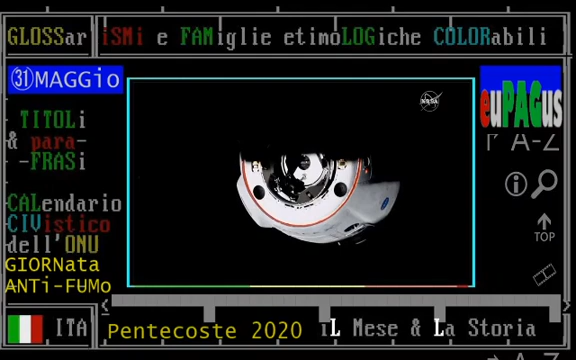 GLOSSar iSMi e FAMiglie etimoLOGiche COLORabili
31 MAGGio
NASA
euPAGus
TITOLi
& para-
-FRASi
A-Z
CALendario
CIVistico
dell'ONU
TOP
GIORNata
ANTi-FUMo
ITA
Pentecoste 2020
iL Mese & La Storia
A-Z